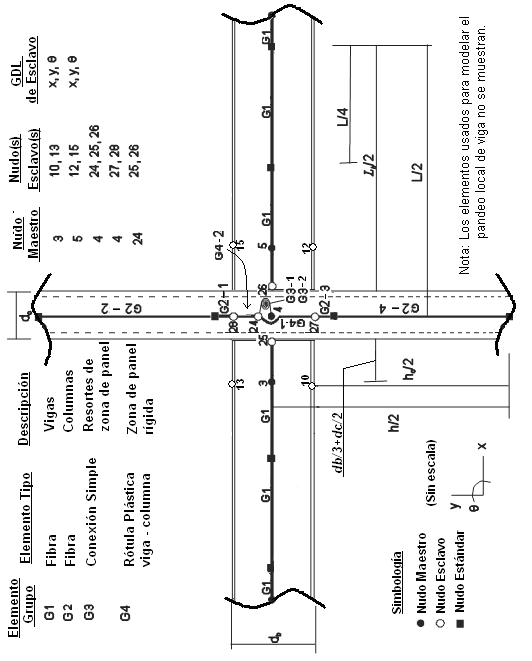 Elemento Grupo	Elemento Tipo	Descripción
G1	Fibra	Vigas
G2	Fibra	Columnas
G3	Conexión Simple	Resortes de zona de panel
G4	Rótula Plástica viga - columna	Zona de panel rígida
Nudo - Maestro	Nudo(s) Esclavo(s)	GDL de Esclavo
3	10, 13	x, y, θ
5	12, 15	x, y, θ
4	24, 25, 26
4	27, 28
24	25, 26
dc
G2 - 2
G2 - 1
G4 - 2
28
24
26
G3 - 1
G3 - 2
4
G4-1
27
G2 - 3
G2 - 4
25
13
3
10
15
5
12
G1
G1
G1
G1
G1
G1
db
db/3+dc/2
h/2
L/4
L/2
(Sin escala)
y
θ
x
Simbología
Nudo Maestro
Nudo Esclavo
Nudo Estándar
Nota: Los elementos usados para modelar el
pandeo local de viga no se muestran.